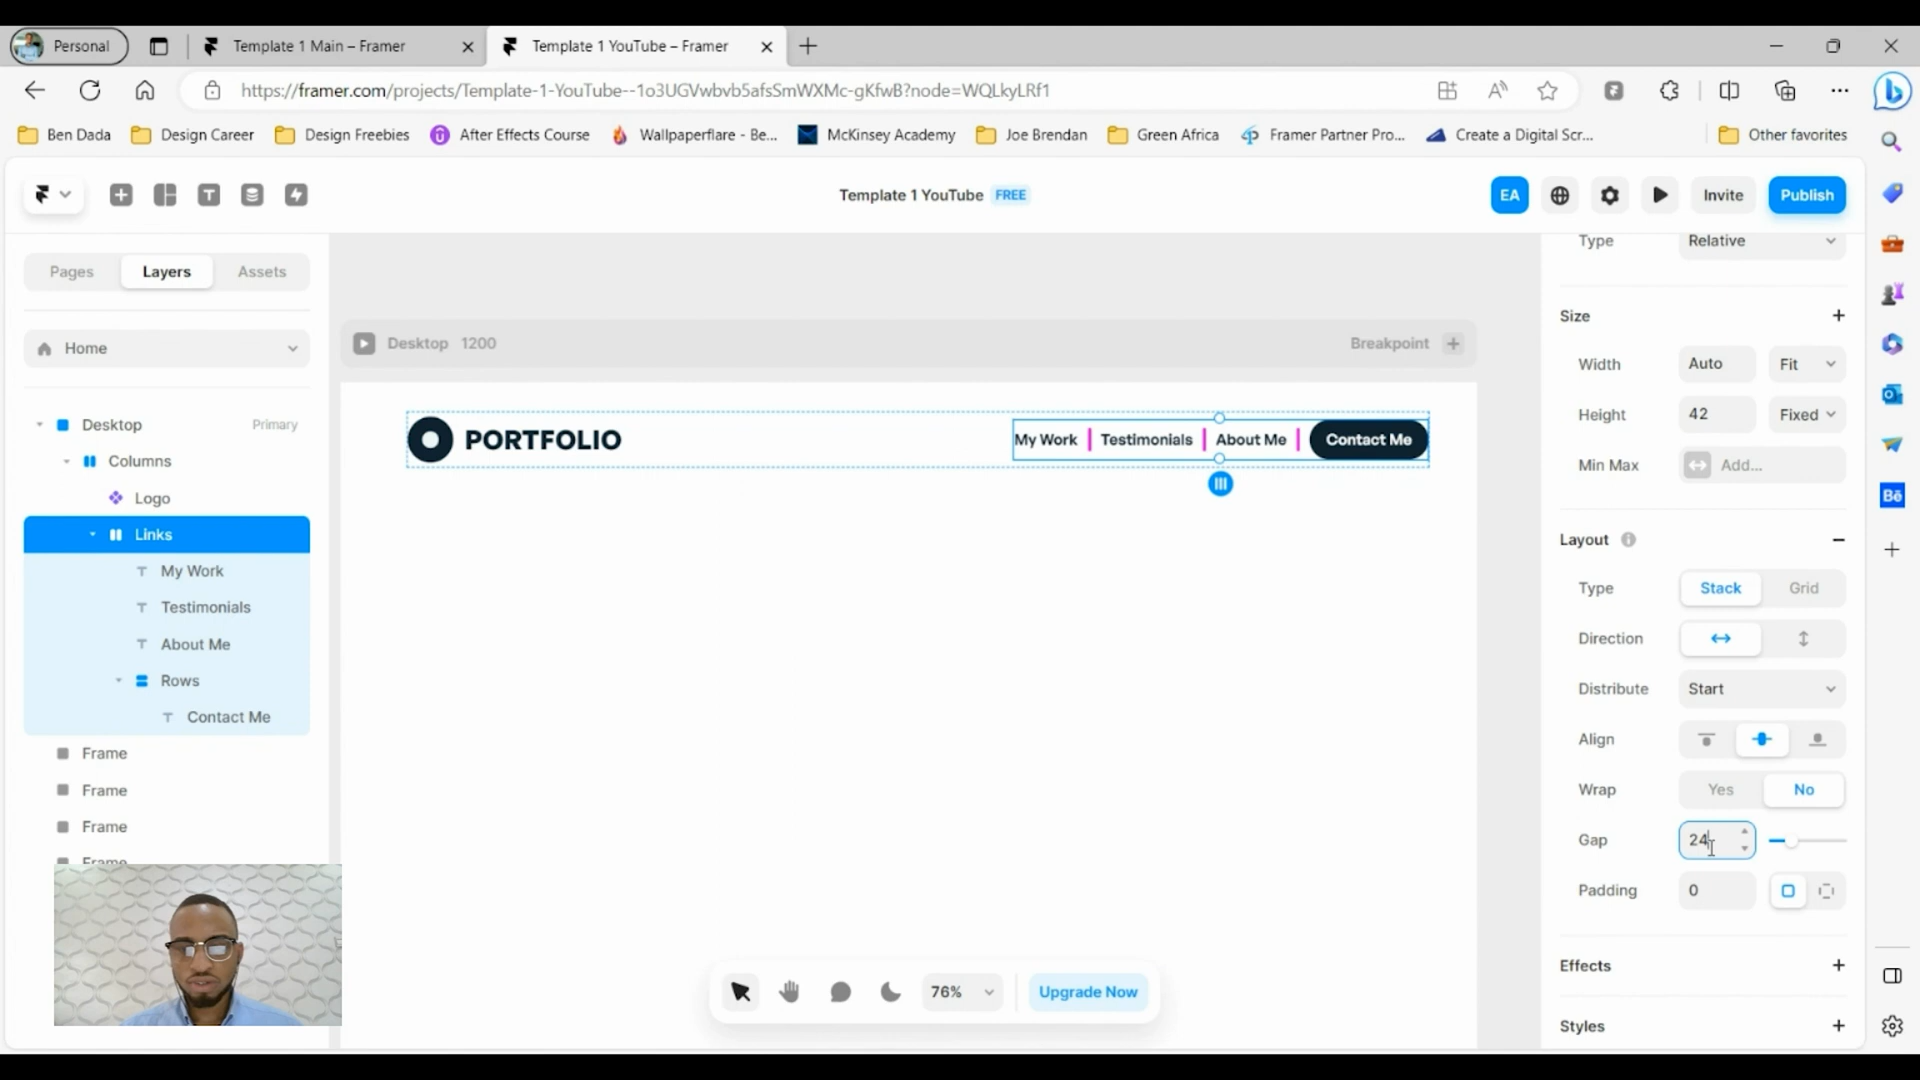 Personal
Template 1 Main – Framer
Template 1 YouTube – Framer
https://framer.com/projects/Template-1-YouTube--1o3UGVwbvb5afsSmWXMc-gKfwB?node=WQLkyLRf1
Ben Dada
Design Career
Design Freebies
After Effects Course
Wallpaperflare - Be...
McKinsey Academy
Joe Brendan
Green Africa
Framer Partner Pro...
Create a Digital Scr...
Other favorites
Template 1 YouTube FREE
EA
Invite
Publish
Pages
Layers
Assets
Home
Desktop
Primary
Columns
Logo
Links
My Work
Testimonials
About Me
Rows
Contact Me
Frame
Frame
Frame
Frame
Desktop 1200
Breakpoint
PORTFOLIO
My Work
Testimonials
About Me
Contact Me
76%
Upgrade Now
Type
Relative
Size
Width
Auto
Fit
Height
42
Fixed
Min Max
Add...
Layout
Type
Stack
Grid
Direction
Distribute
Start
Align
Wrap
Yes
No
Gap
24
Padding
0
Effects
Styles
Bē